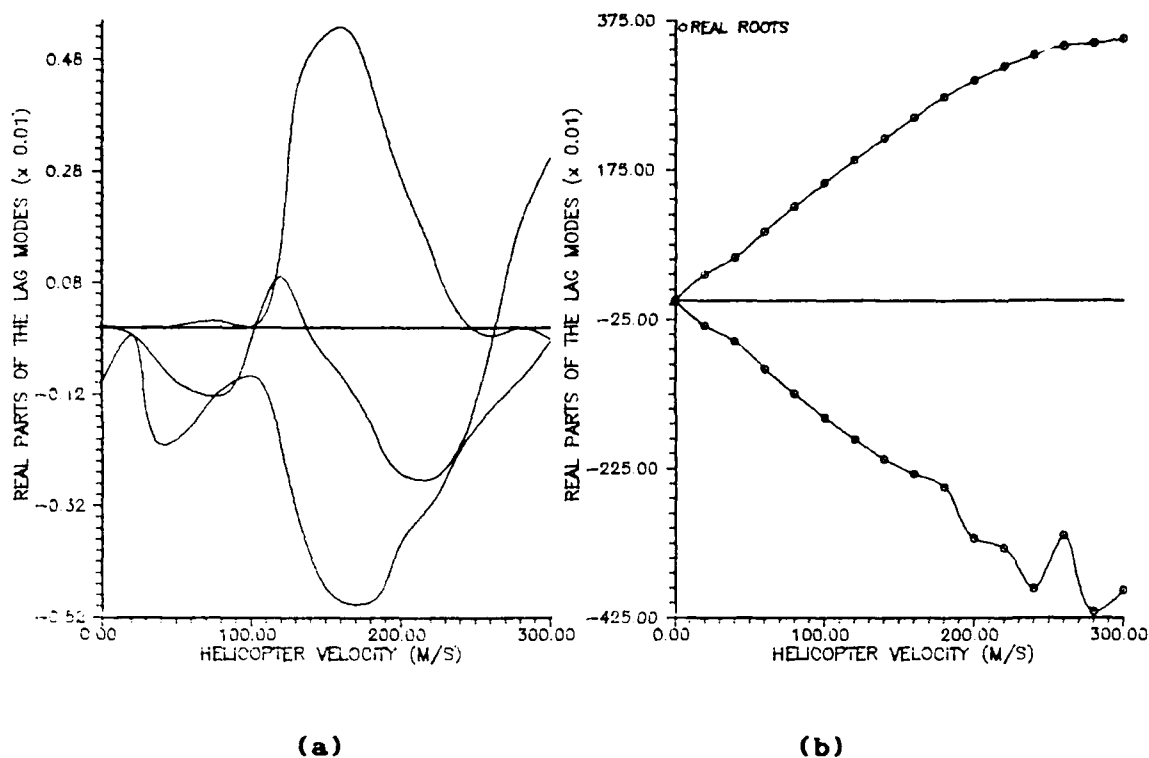 REAL PARTS OF THE LAG MODES (x 0.01)
0.48
0.28
0.08
-0.12
-0.32
-0.52
0.00
100.00
200.00
300.00
HELICOPTER VELOCITY (M/S)
(a)
REAL PARTS OF THE LAG MODES (x 0.01)
375.00
175.00
-25.00
-225.00
-425.00
REAL ROOTS
0.00
100.00
200.00
300.00
HELICOPTER VELOCITY (M/S)
(b)